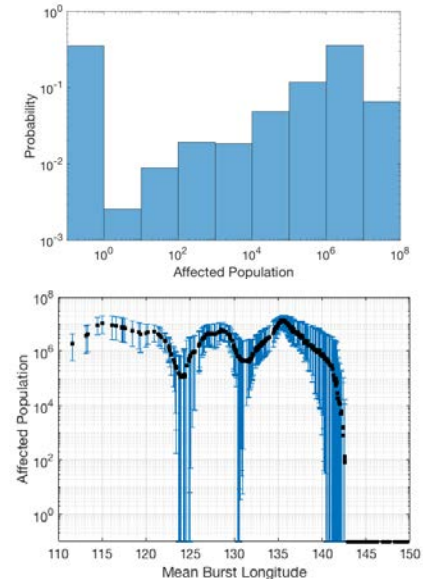 10^0
10^-1
10^-2
10^-3
Probability
10^0 10^2 10^4 10^6 10^8
Affected Population
10^8
10^6
10^4
10^2
10^0
Affected Population
110 115 120 125 130 135 140 145 150
Mean Burst Longitude